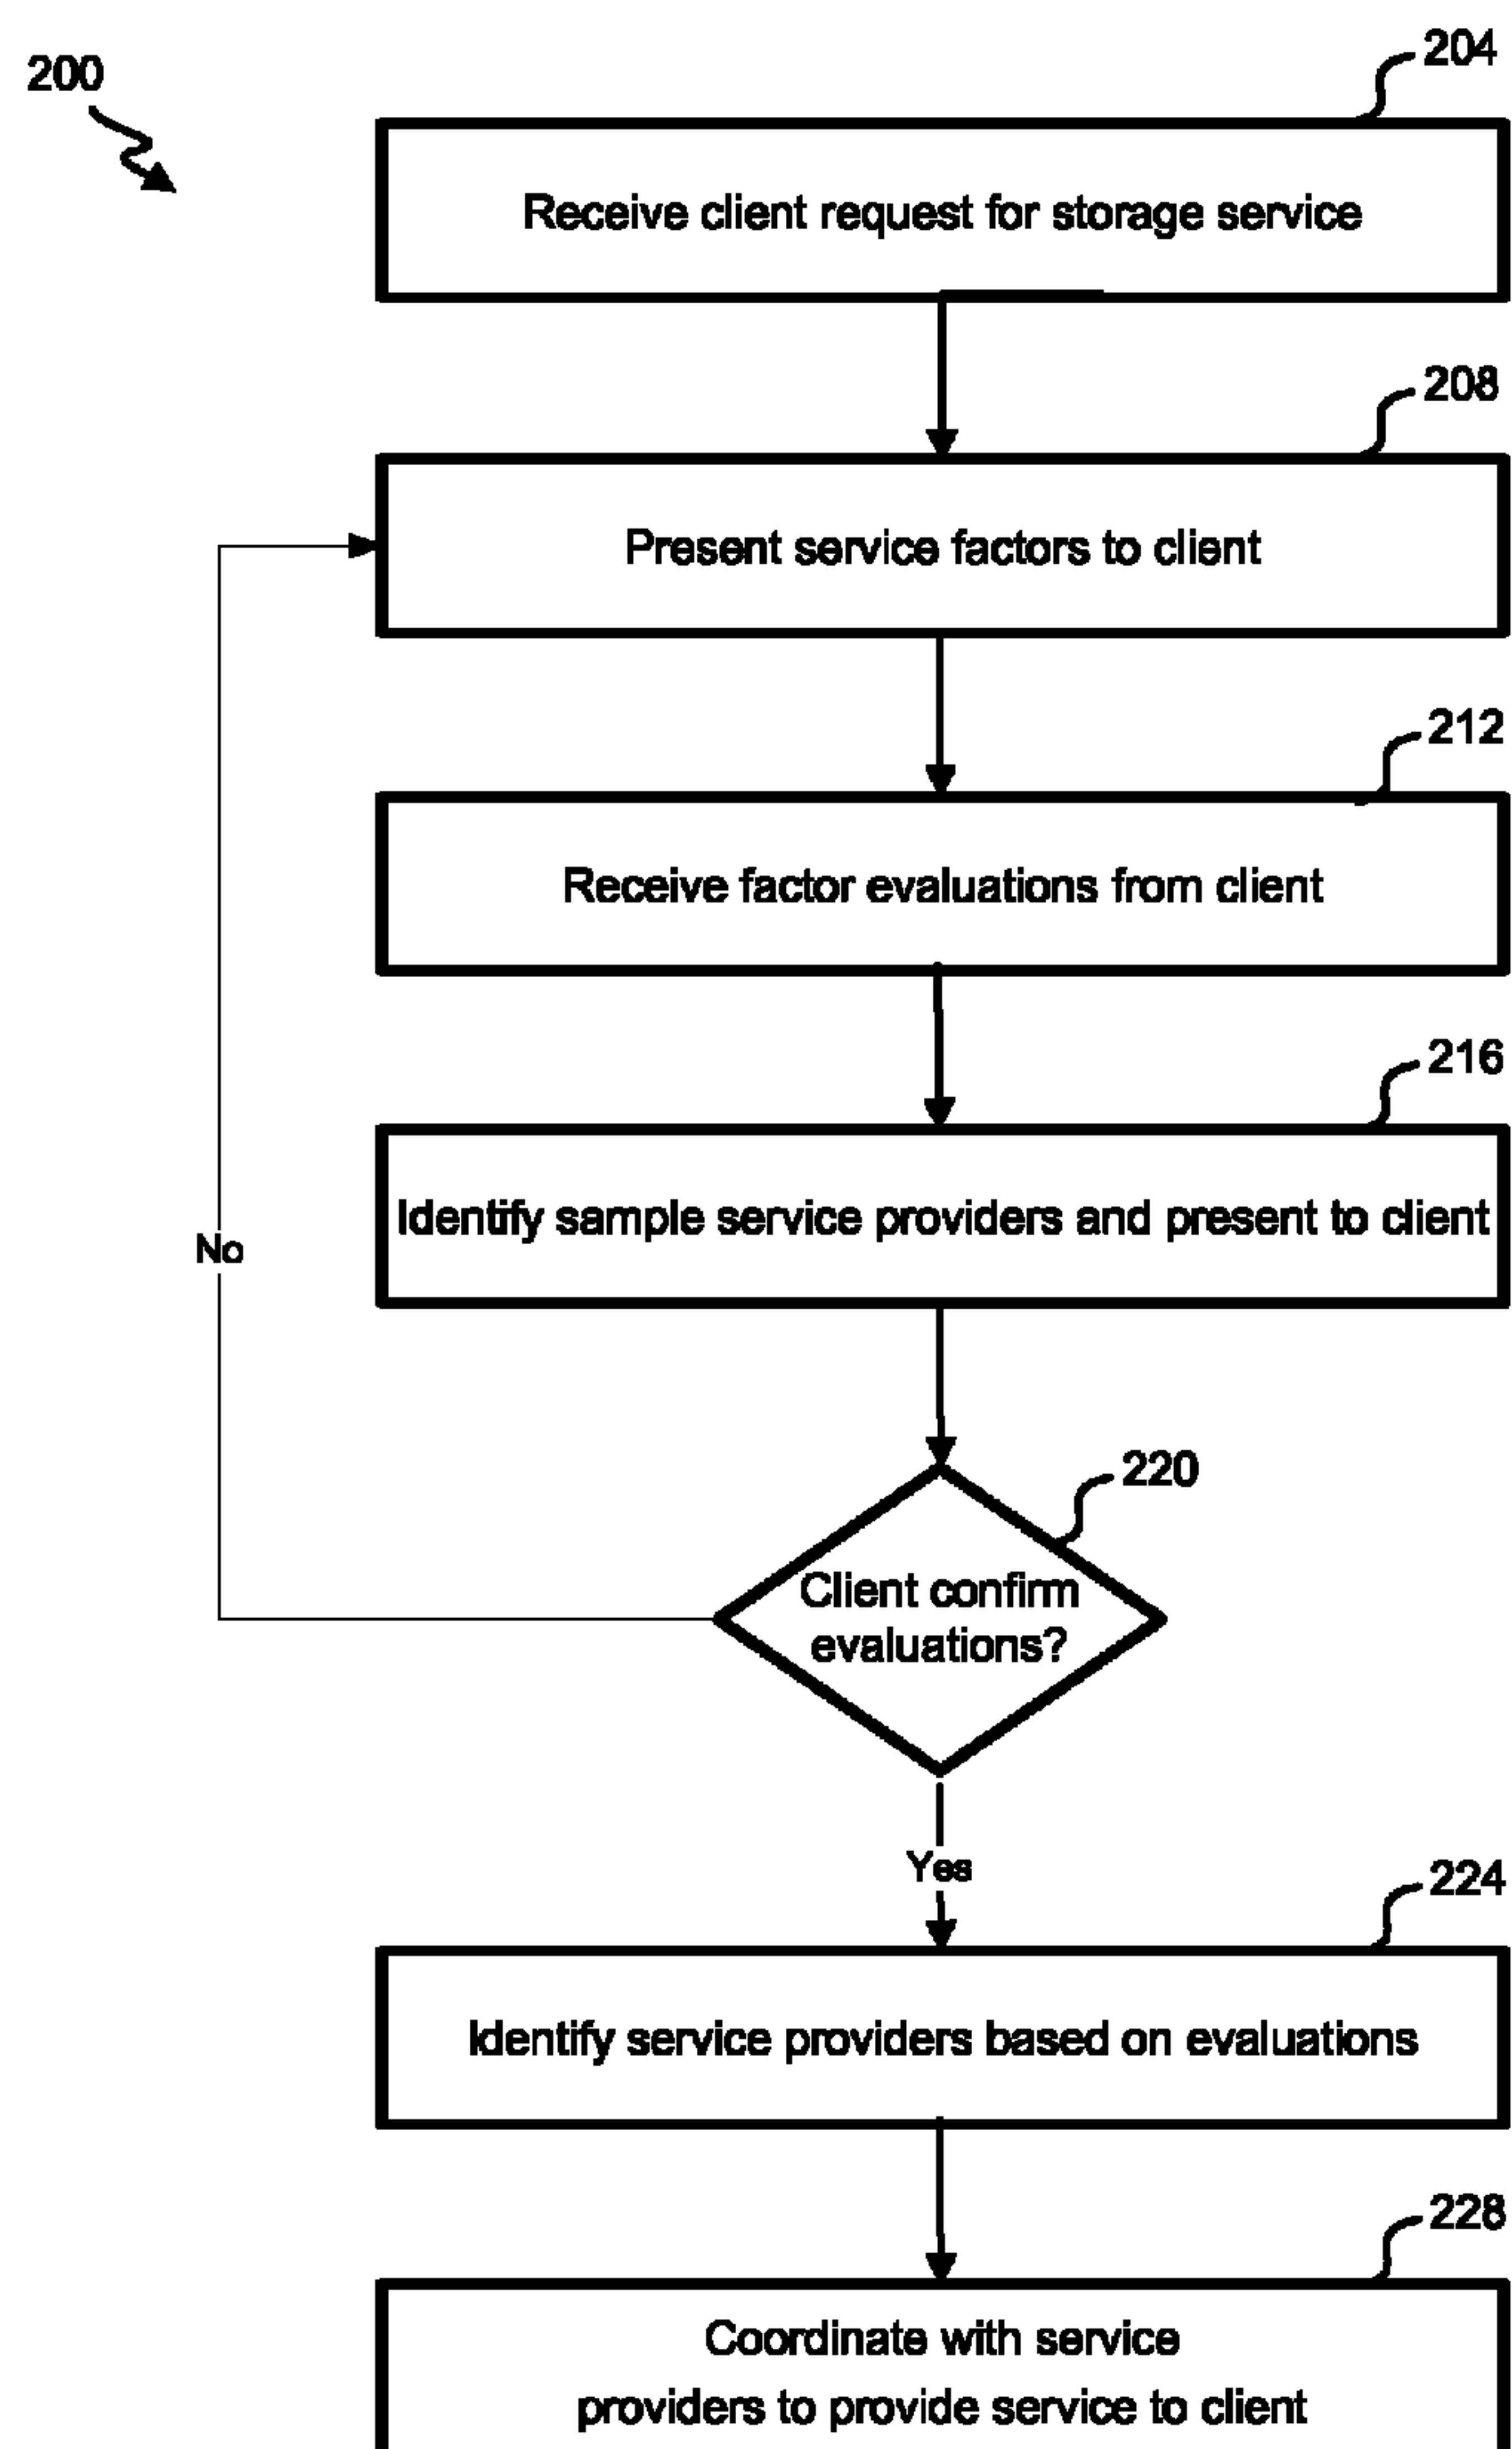 200
204
Receive client request for storage service
208
Present service factors to client
212
Receive factor evaluations from client
216
Identify sample service providers and present to client
No
220
Client confirm
evaluations?
Yes
224
Identify service providers based on evaluations
228
Coordinate with service
providers to provide service to client